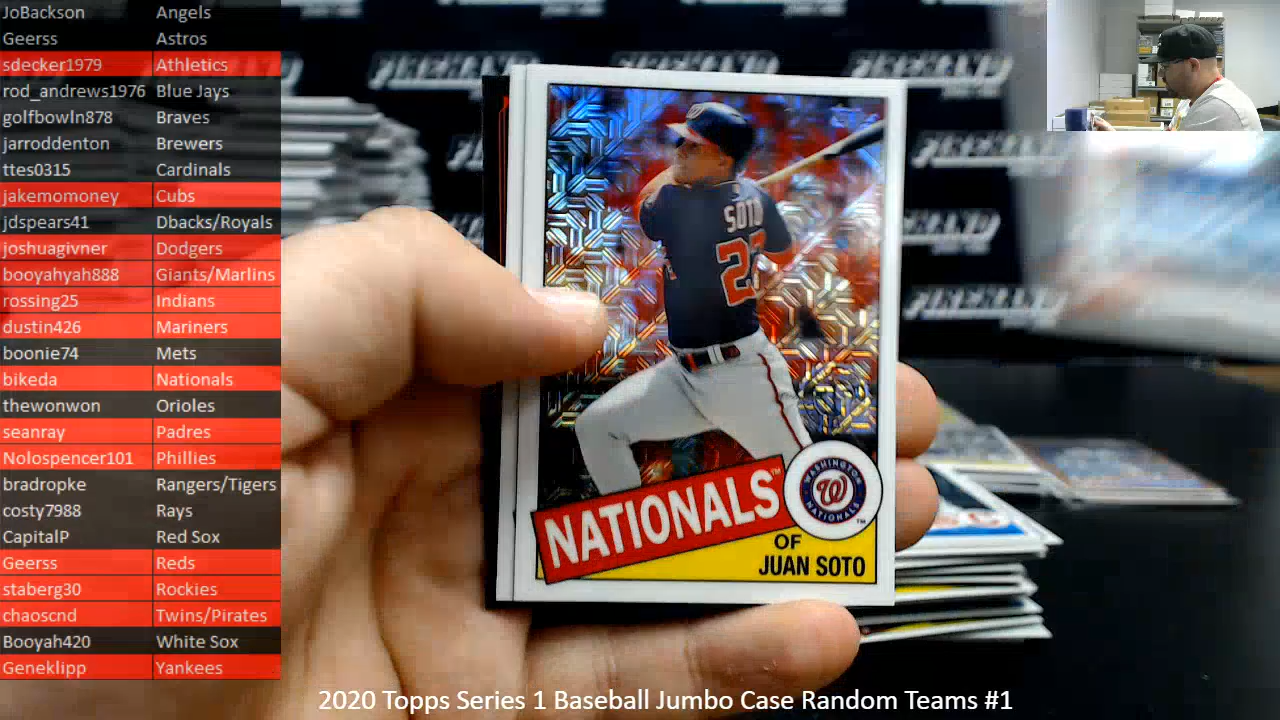 JoBackson Angels
Geerss Astros
sdecker1979 Athletics
rod_andrews1976 Blue Jays
golfbowln878 Braves
jarroddenton Brewers
ttes0315 Cardinals
jakemomoney Cubs
jdspears41 Dbacks/Royals
joshuagivner Dodgers
booyahyah888 Giants/Marlins
rossing25 Indians
dustin426 Mariners
boonie74 Mets
bikeda Nationals
thewonwon Orioles
seanray Padres
Nolospencer101 Phillies
bradropke Rangers/Tigers
costy7988 Rays
CapitalP Red Sox
Geerss Reds
staberg30 Rockies
chaoscnd Twins/Pirates
Booyah420 White Sox
Geneklipp Yankees
SOTO
22
NATIONALS™
WASHINGTON
W
NATIONALS
™
OF
JUAN SOTO
2020 Topps Series 1 Baseball Jumbo Case Random Teams #1